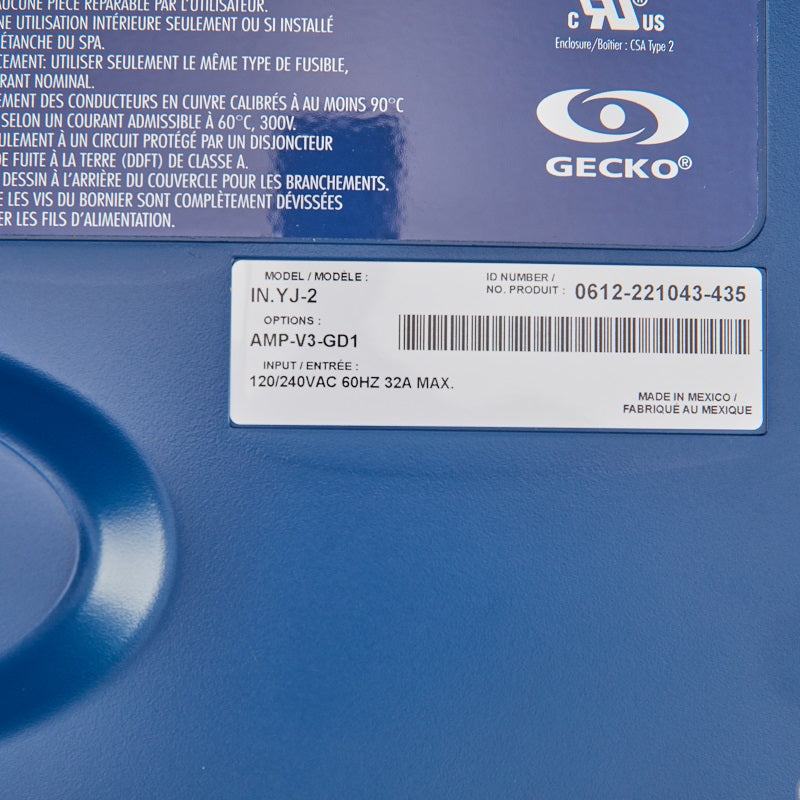 AUCUNE PIÈCE RÉPARABLE PAR L'UTILISATEUR.
UNE UTILISATION INTÉRIEURE SEULEMENT OU SI INSTALLÉ
ÉTANCHE DU SPA.
CEMENT: UTILISER SEULEMENT LE MÊME TYPE DE FUSIBLE,
RANT NOMINAL.
EMENT DES CONDUCTEURS EN CUIVRE CALIBRÉS À AU MOINS 90°C
SELON UN COURANT ADMISSIBLE À 60°C, 300V.
ULEMENT À UN CIRCUIT PROTÉGÉ PAR UN DISJONCTEUR
E FUITE À LA TERRE (DDFT) DE CLASSE A.
DESSIN À L'ARRIÈRE DU COUVERCLE POUR LES BRANCHEMENTS.
E LES VIS DU BORNIER SONT COMPLÈTEMENT DÉVISSÉES
ER LES FILS D'ALIMENTATION.
C RU® US
Enclosure/Boîtier : CSA Type 2
GECKO®
MODEL / MODÈLE :
IN.YJ-2
OPTIONS :
AMP-V3-GD1
INPUT / ENTRÉE :
120/240VAC 60HZ 32A MAX.
ID NUMBER /
NO. PRODUIT : 0612-221043-435
MADE IN MEXICO /
FABRIQUÉ AU MEXIQUE